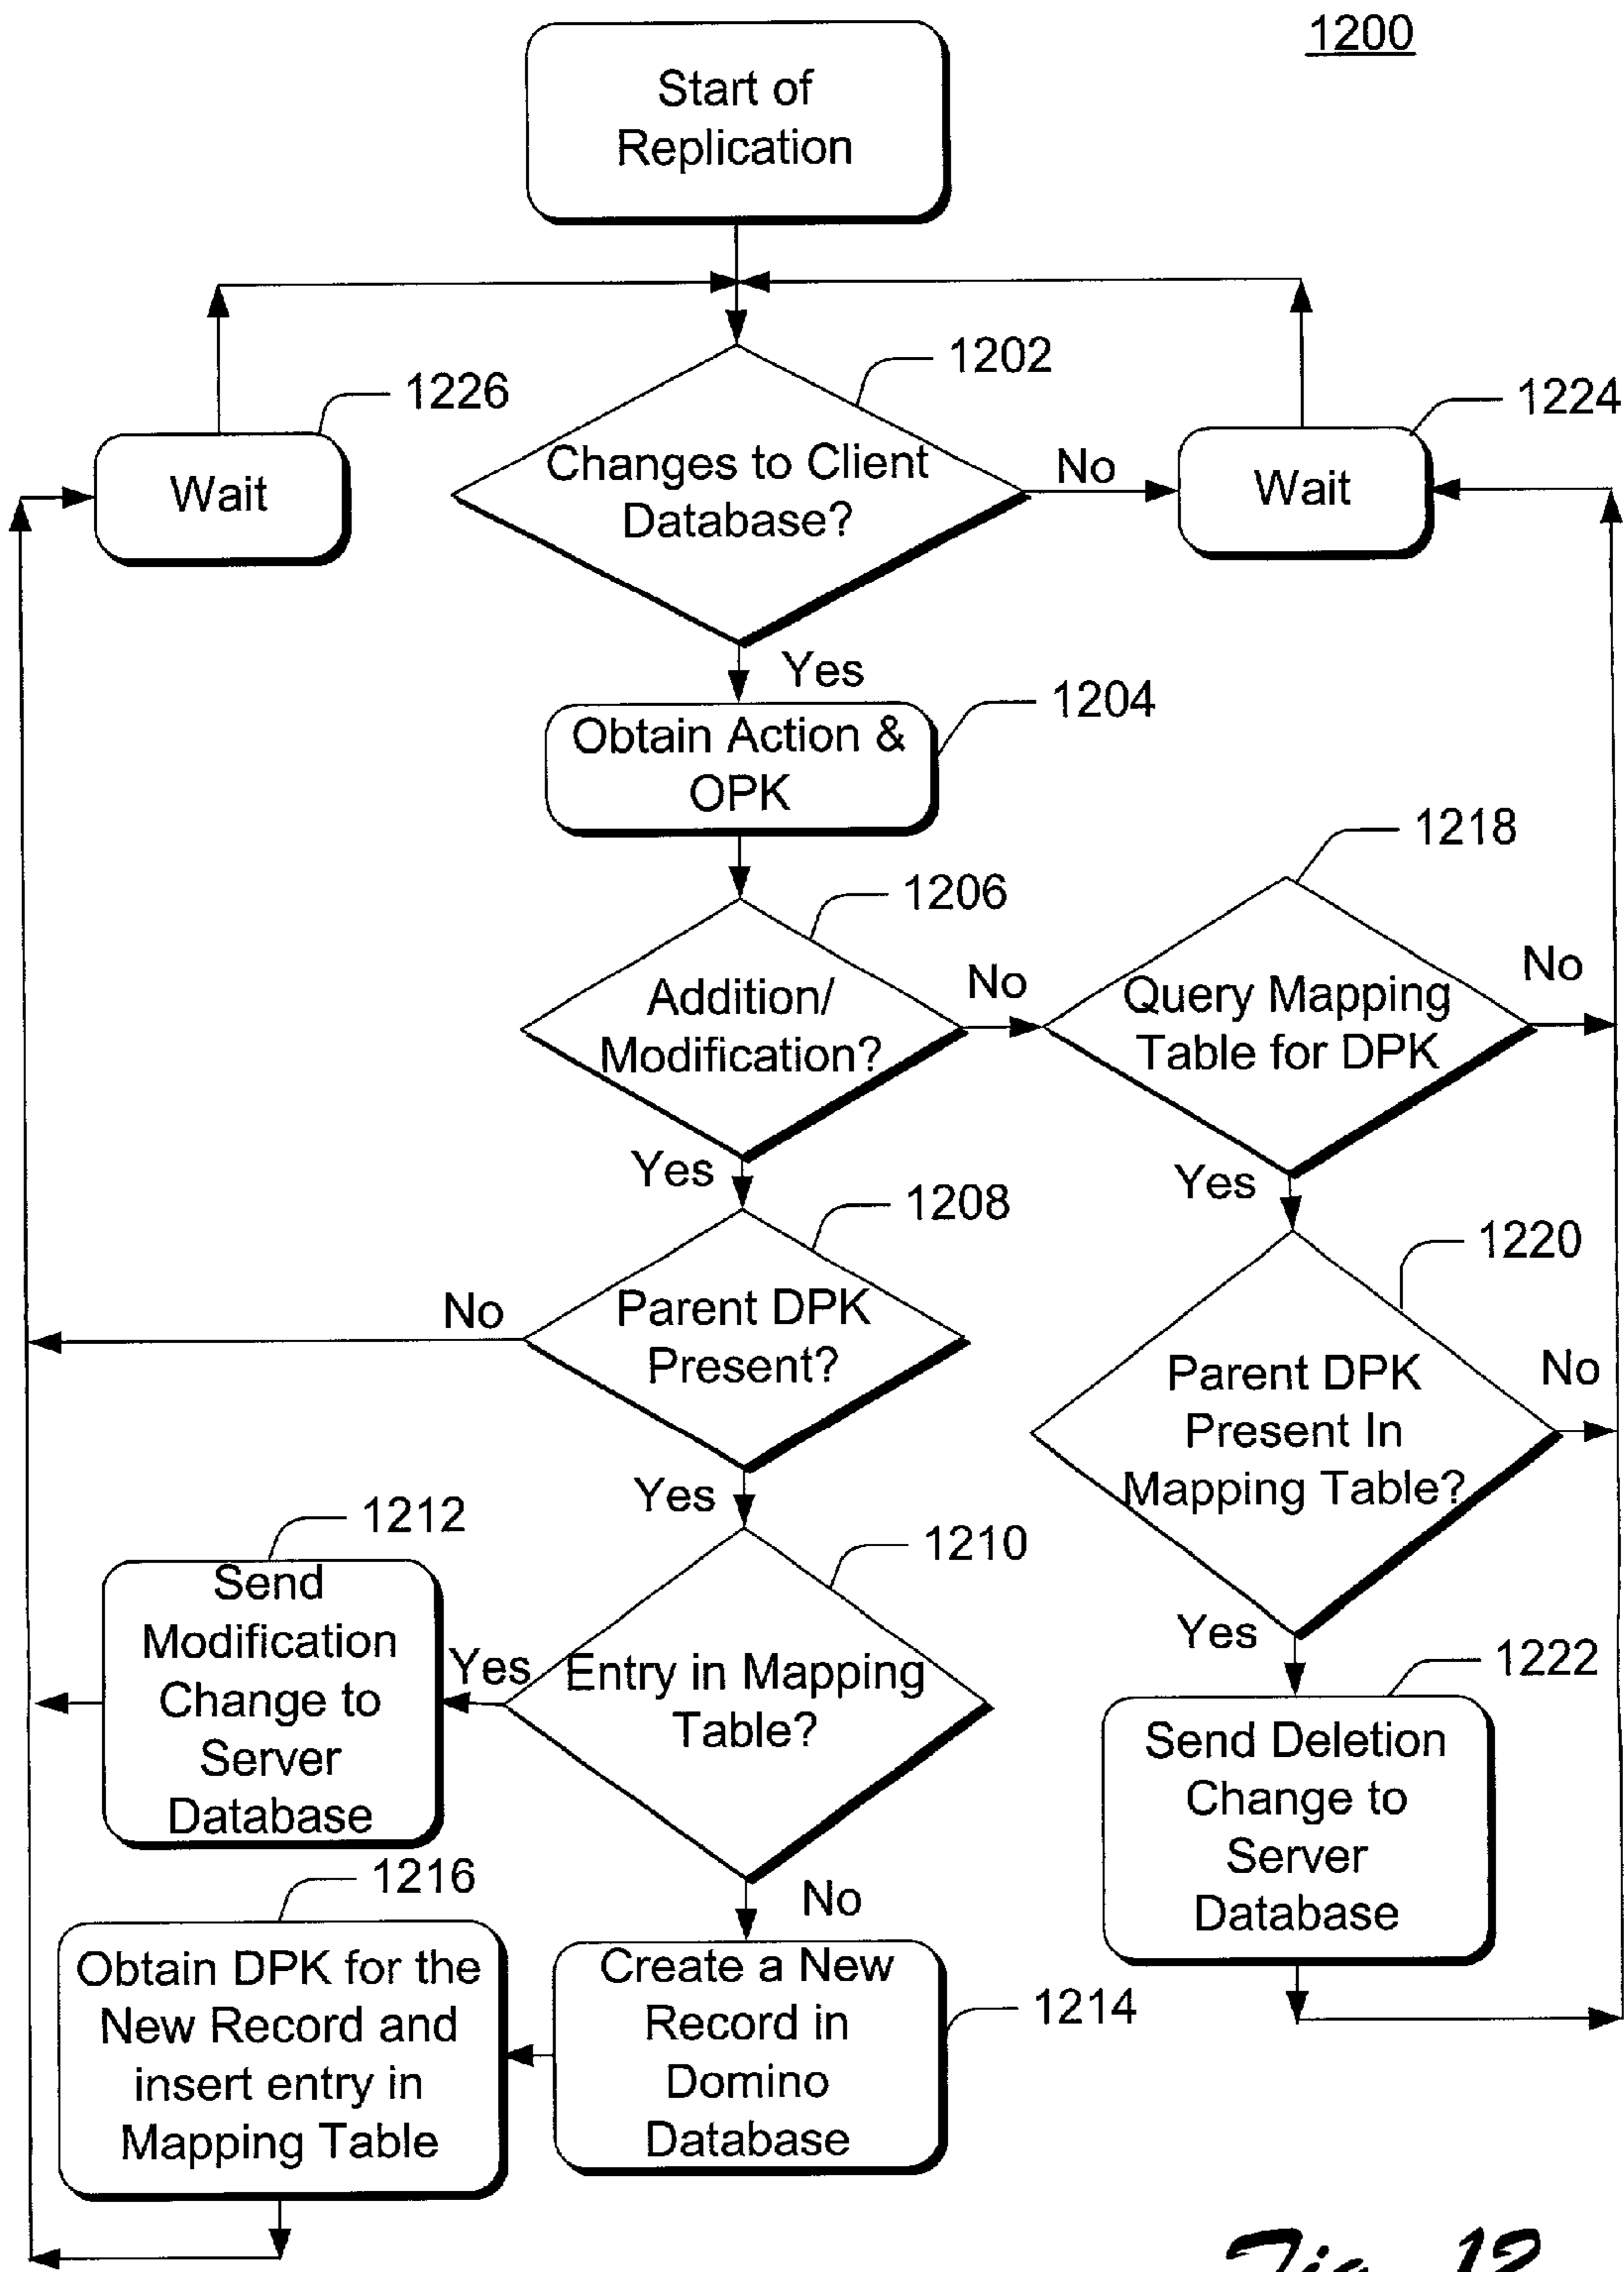 1200
Start of
Replication
1202
1226
1224
Changes to Client
Database?
No
Wait
Wait
Yes
1204
Obtain Action &
OPK
1218
1206
Addition/
Modification?
No
Query Mapping
Table for DPK
No
Yes
Yes
1208
1220
Parent DPK
Present?
No
Parent DPK
Present In
Mapping Table?
No
Yes
1212
1210
Send
Modification
Change to
Server
Database
Yes
Entry in Mapping
Table?
Yes
1222
Send Deletion
Change to
Server
Database
1216
No
Obtain DPK for the
New Record and
insert entry in
Mapping Table
Create a New
Record in
Domino
Database
1214
Fig. 12